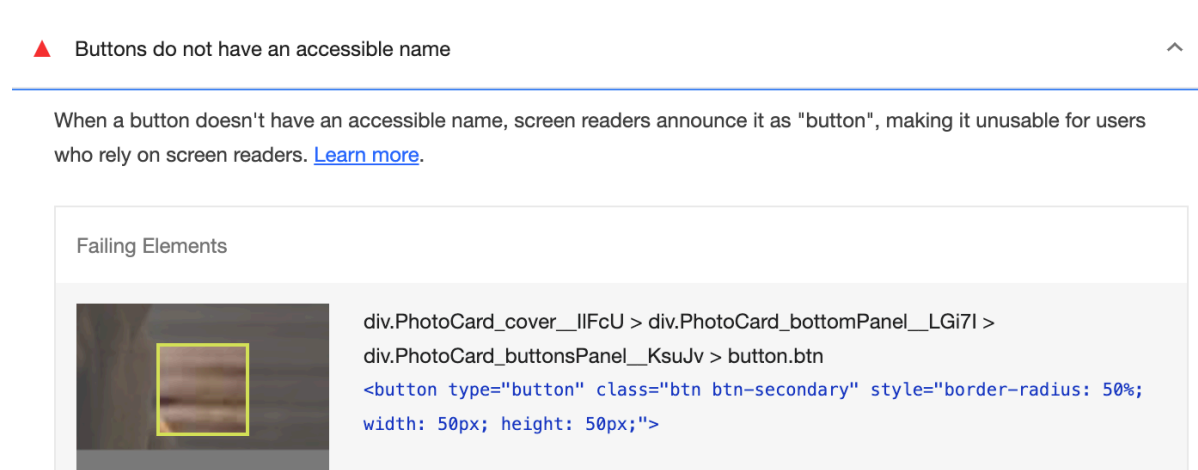 Buttons do not have an accessible name
When a button doesn't have an accessible name, screen readers announce it as "button", making it unusable for users
who rely on screen readers. Learn more.
Failing Elements
div.PhotoCard_cover__IlFcU > div.PhotoCard_bottomPanel__LGi7I >
div.PhotoCard_buttonsPanel__KsuJv > button.btn
<button type="button" class="btn btn-secondary" style="border-radius: 50%;
width: 50px; height: 50px;">